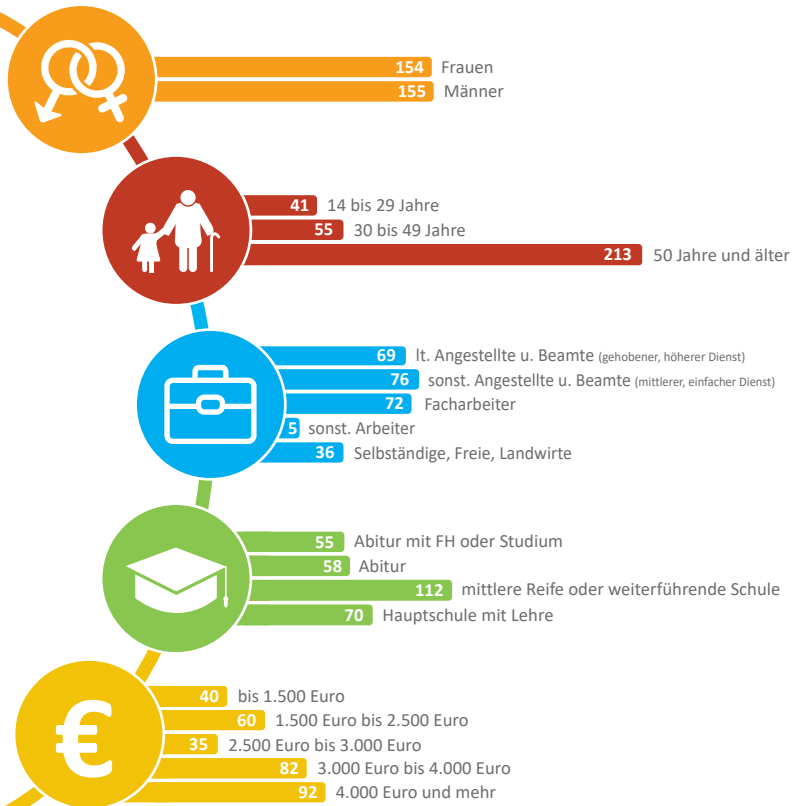 154 Frauen
155 Männer
41 14 bis 29 Jahre
55 30 bis 49 Jahre
213 50 Jahre und älter
69 lt. Angestellte u. Beamte (gehobener, höherer Dienst)
76 sonst. Angestellte u. Beamte (mittlerer, einfacher Dienst)
72 Facharbeiter
5 sonst. Arbeiter
36 Selbständige, Freie, Landwirte
55 Abitur mit FH oder Studium
58 Abitur
112 mittlere Reife oder weiterführende Schule
70 Hauptschule mit Lehre
€
40 bis 1.500 Euro
60 1.500 Euro bis 2.500 Euro
35 2.500 Euro bis 3.000 Euro
82 3.000 Euro bis 4.000 Euro
92 4.000 Euro und mehr